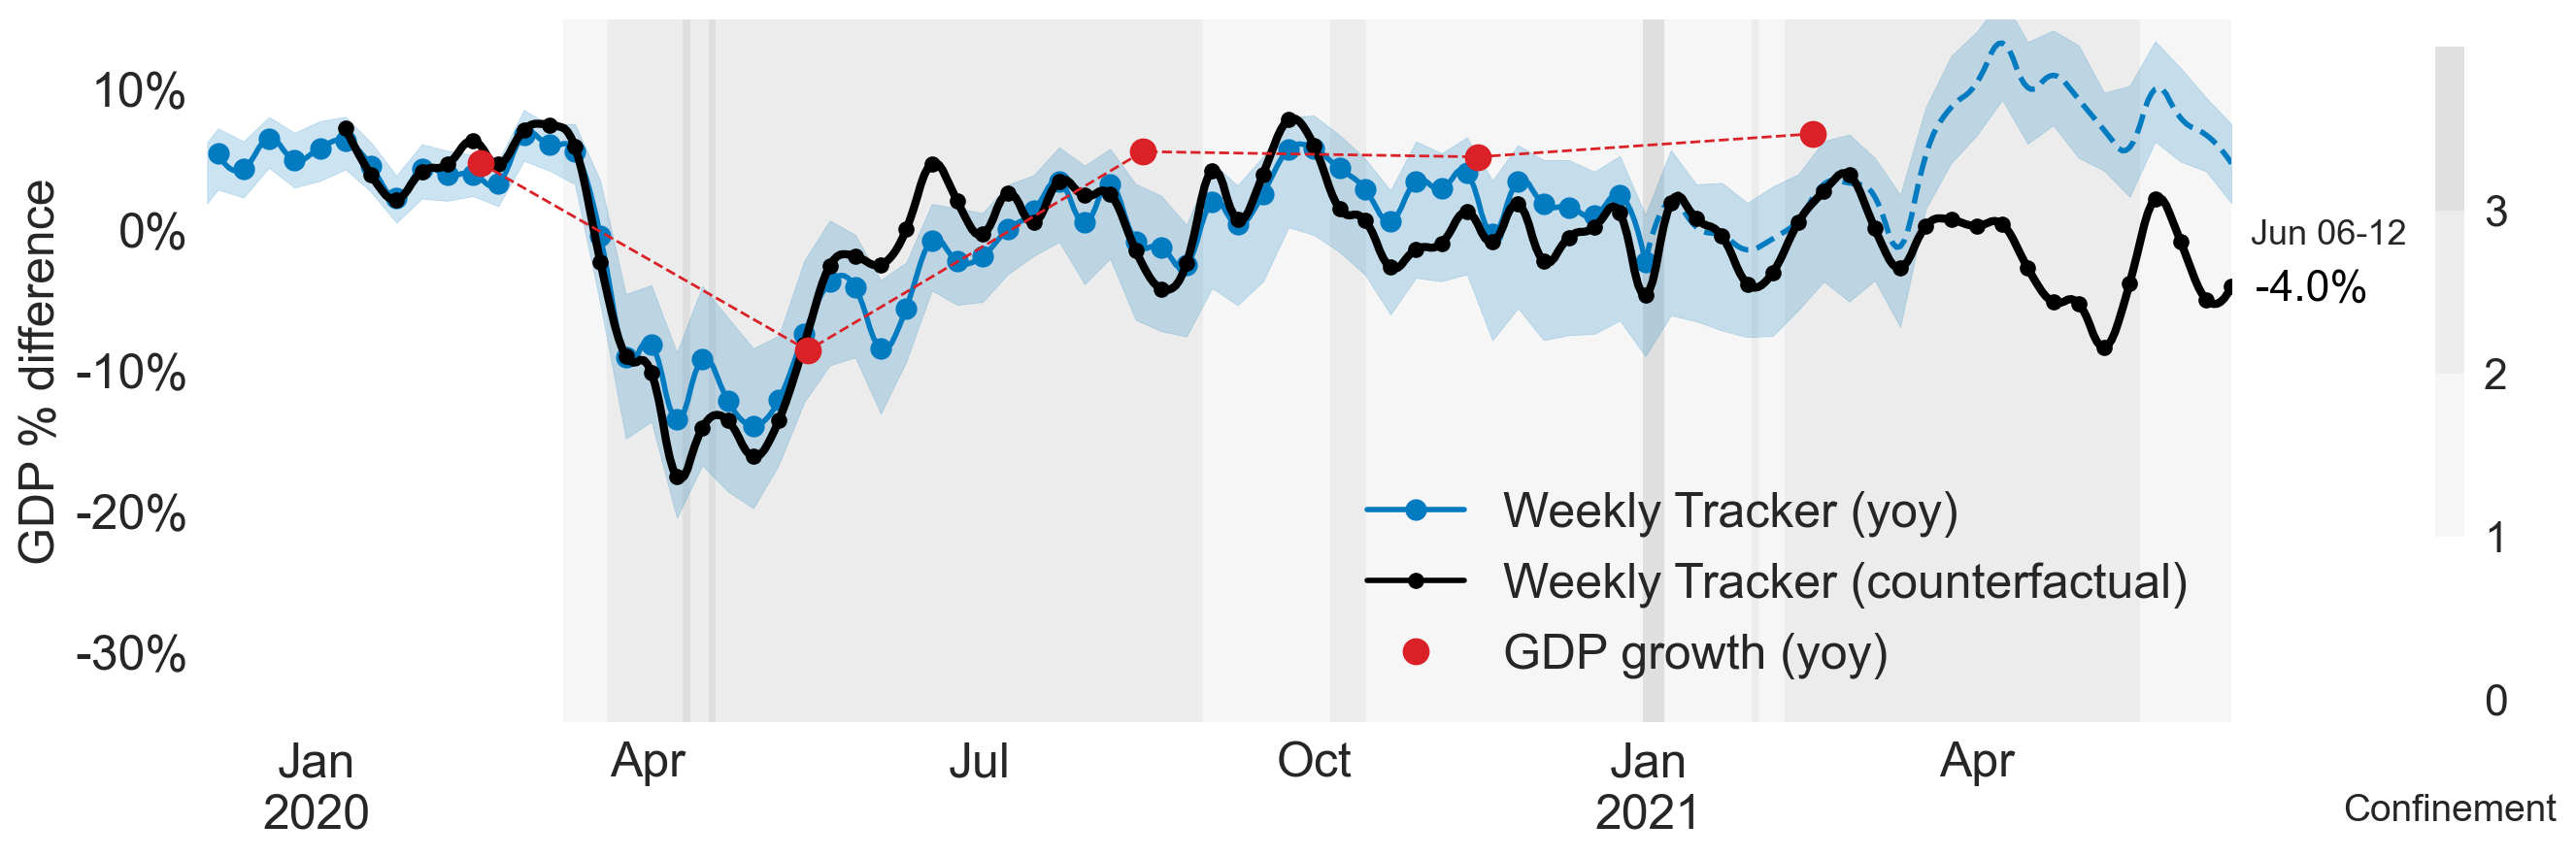 GDP % difference
10%
0%
-10%
-20%
-30%
Jan
2020
Apr
Jul
Oct
Jan
2021
Apr
Weekly Tracker (yoy)
Weekly Tracker (counterfactual)
GDP growth (yoy)
Jun 06-12
-4.0%
3
2
1
0
Confinement